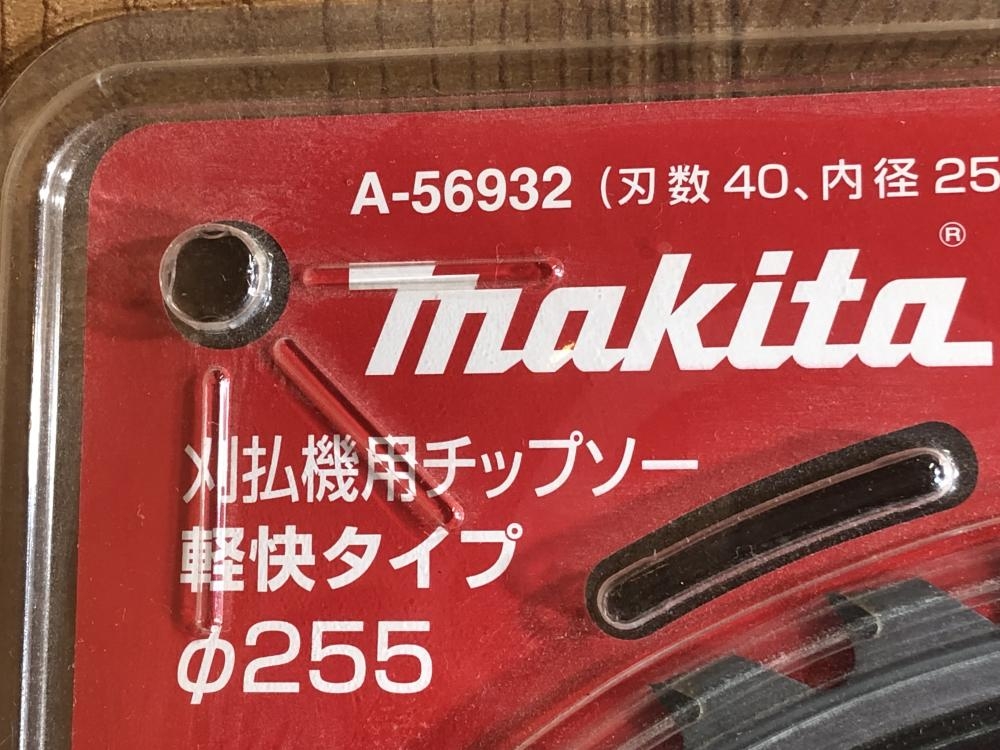 A-56932 (刃数 40、内径 25
makita®
刈払機用チップソー
軽快タイプ
φ255